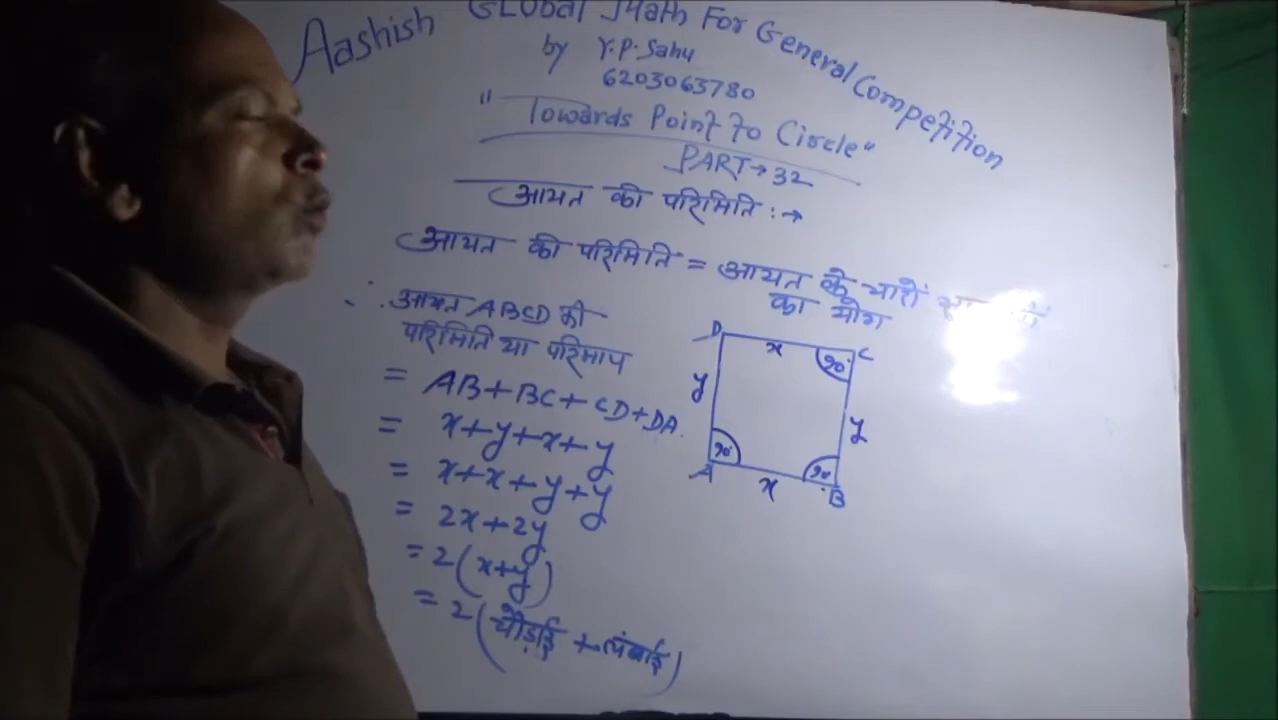 Aashish Global Math For General Competition
by Y.P. Sahu
6203063780
"Towards Point to Circle"
PART→32
आयत की परिमिति :→
आयत की परिमिति = आयत के चारों
का योग
∴ आयत ABCD की
परिमिति या परिमाप
= AB+BC+CD+DA.
= x+y+x+y
= x+x+y+y
= 2x+2y
= 2(x+y)
= 2(चौड़ाई + लंबाई)
D x C
90°
y y
90° 90°
A x B